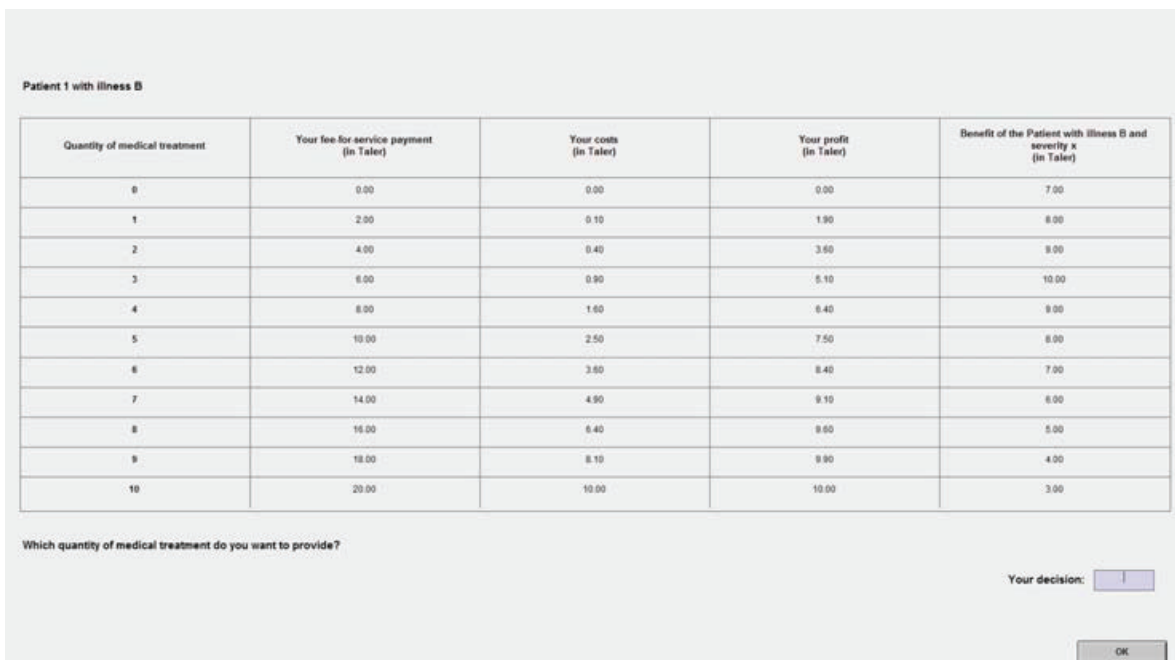 Patient 1 with illness B
Quantity of medical treatment
Your fee-for-service payment
(in Taler)
Your costs
(in Taler)
Your profit
(in Taler)
Benefit of the Patient with illness B and
severity x
(in Taler)
0 0.00 0.00 0.00 7.00
1 2.00 0.10 1.90 8.00
2 4.00 0.40 3.60 9.00
3 6.00 0.90 5.10 10.00
4 8.00 1.60 6.40 9.00
5 10.00 2.50 7.50 8.00
6 12.00 3.60 8.40 7.00
7 14.00 4.90 9.10 6.00
8 16.00 6.40 9.60 5.00
9 18.00 8.10 9.90 4.00
10 20.00 10.00 10.00 3.00
Which quantity of medical treatment do you want to provide?
Your decision:
OK